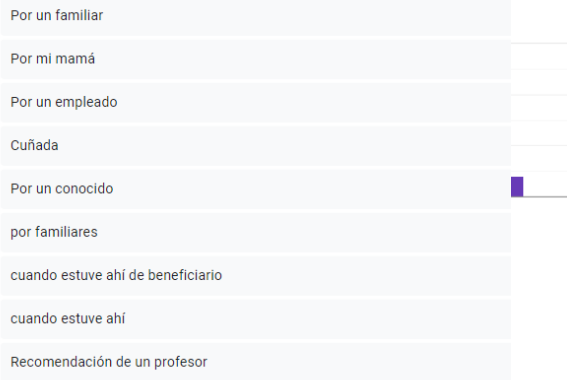 Por un familiar
Por mi mamá
Por un empleado
Cuñada
Por un conocido
por familiares
cuando estuve ahí de beneficiario
cuando estuve ahí
Recomendación de un profesor